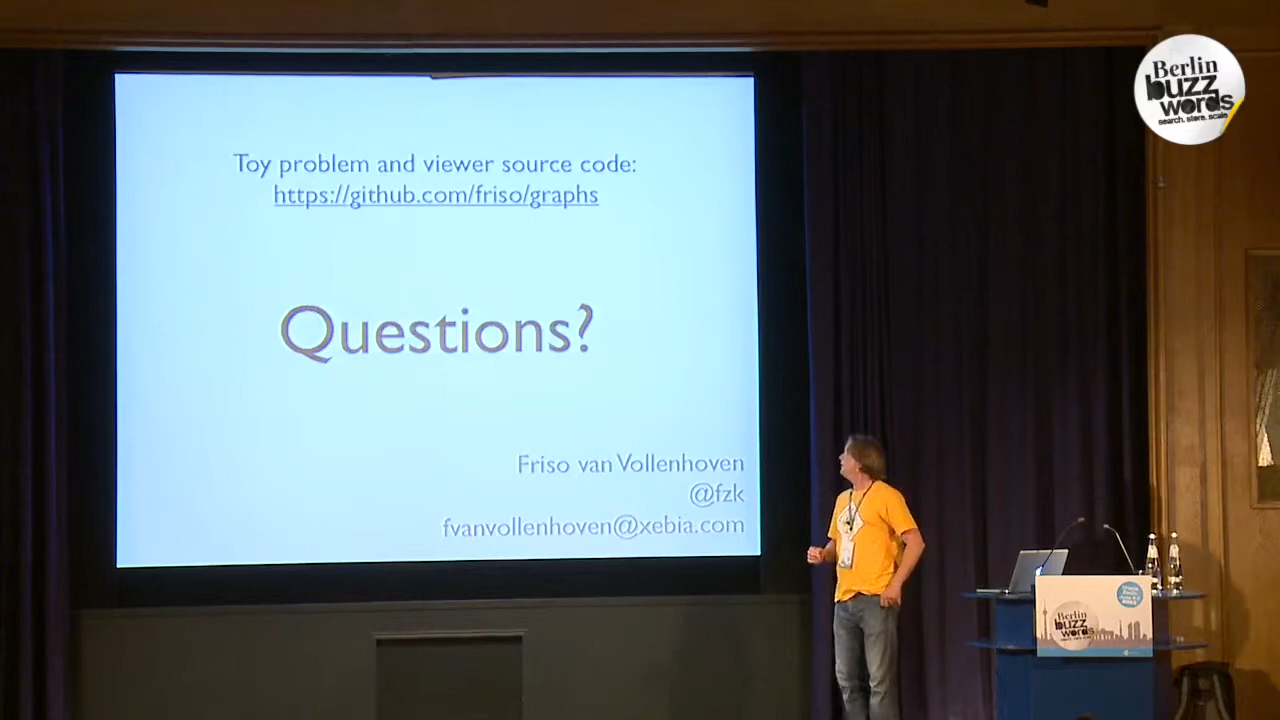 Toy problem and viewer source code:
https://github.com/friso/graphs
Questions?
Friso van Vollenhoven
@fzk
fvanvollenhoven@xebia.com
Berlin
buzz
words
search. store. scale
Berlin
buzz
words